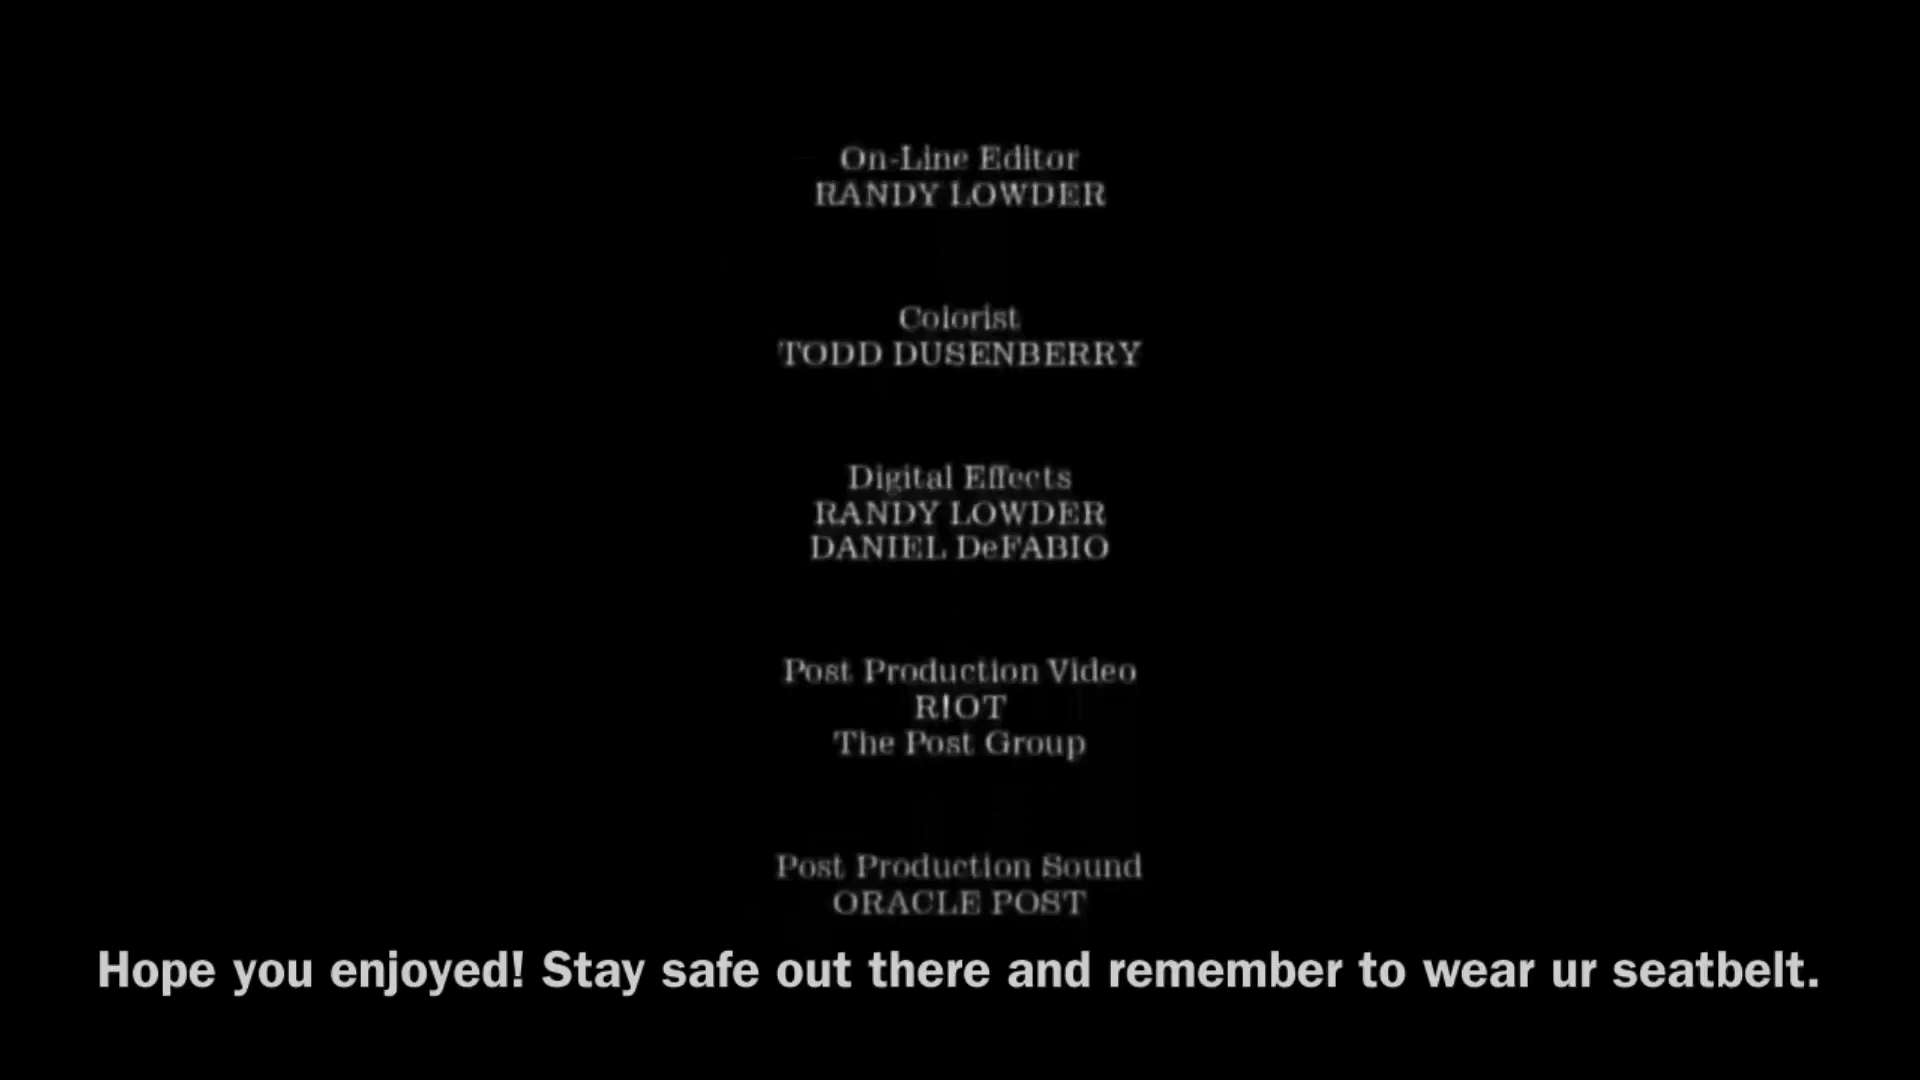 On-Line Editor
RANDY LOWDER
Colorist
TODD DUSENBERRY
Digital Effects
RANDY LOWDER
DANIEL DeFABIO
Post Production Video
R!OT
The Post Group
Post Production Sound
ORACLE POST
Hope you enjoyed! Stay safe out there and remember to wear ur seatbelt.